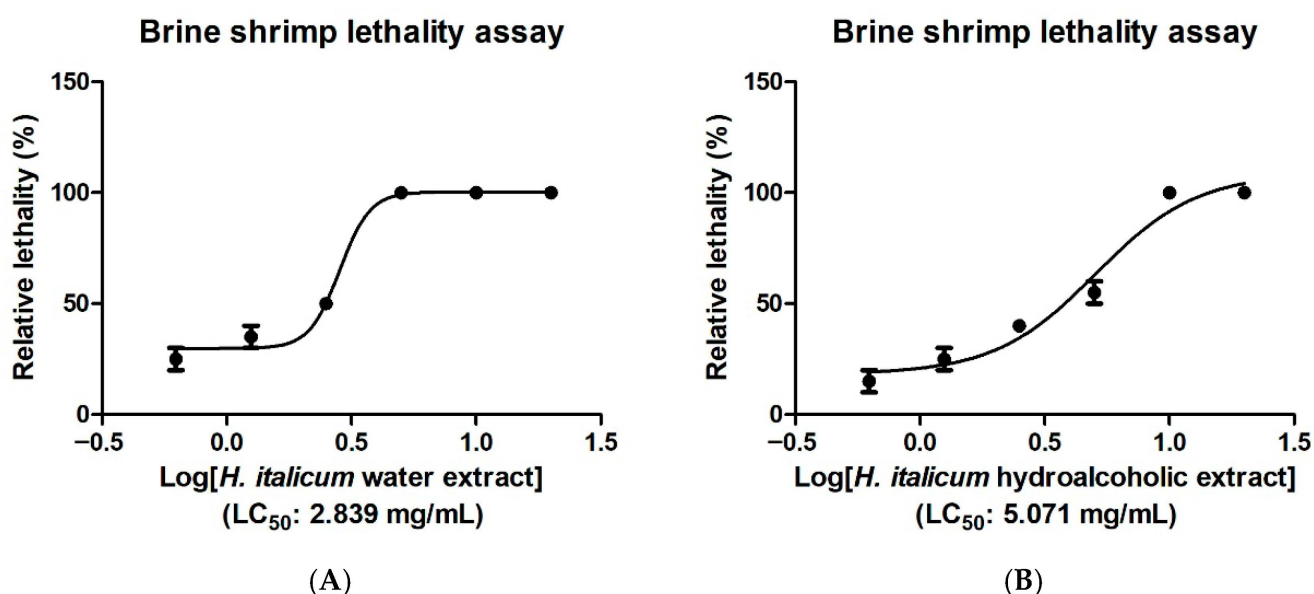 Brine shrimp lethality assay
Relative lethality (%)
150
100
50
0
−0.5 0.0 0.5 1.0 1.5
Log[H. italicum water extract]
(LC50: 2.839 mg/mL)
(A)
Brine shrimp lethality assay
Relative lethality (%)
150
100
50
0
−0.5 0.0 0.5 1.0 1.5
Log[H. italicum hydroalcoholic extract]
(LC50: 5.071 mg/mL)
(B)